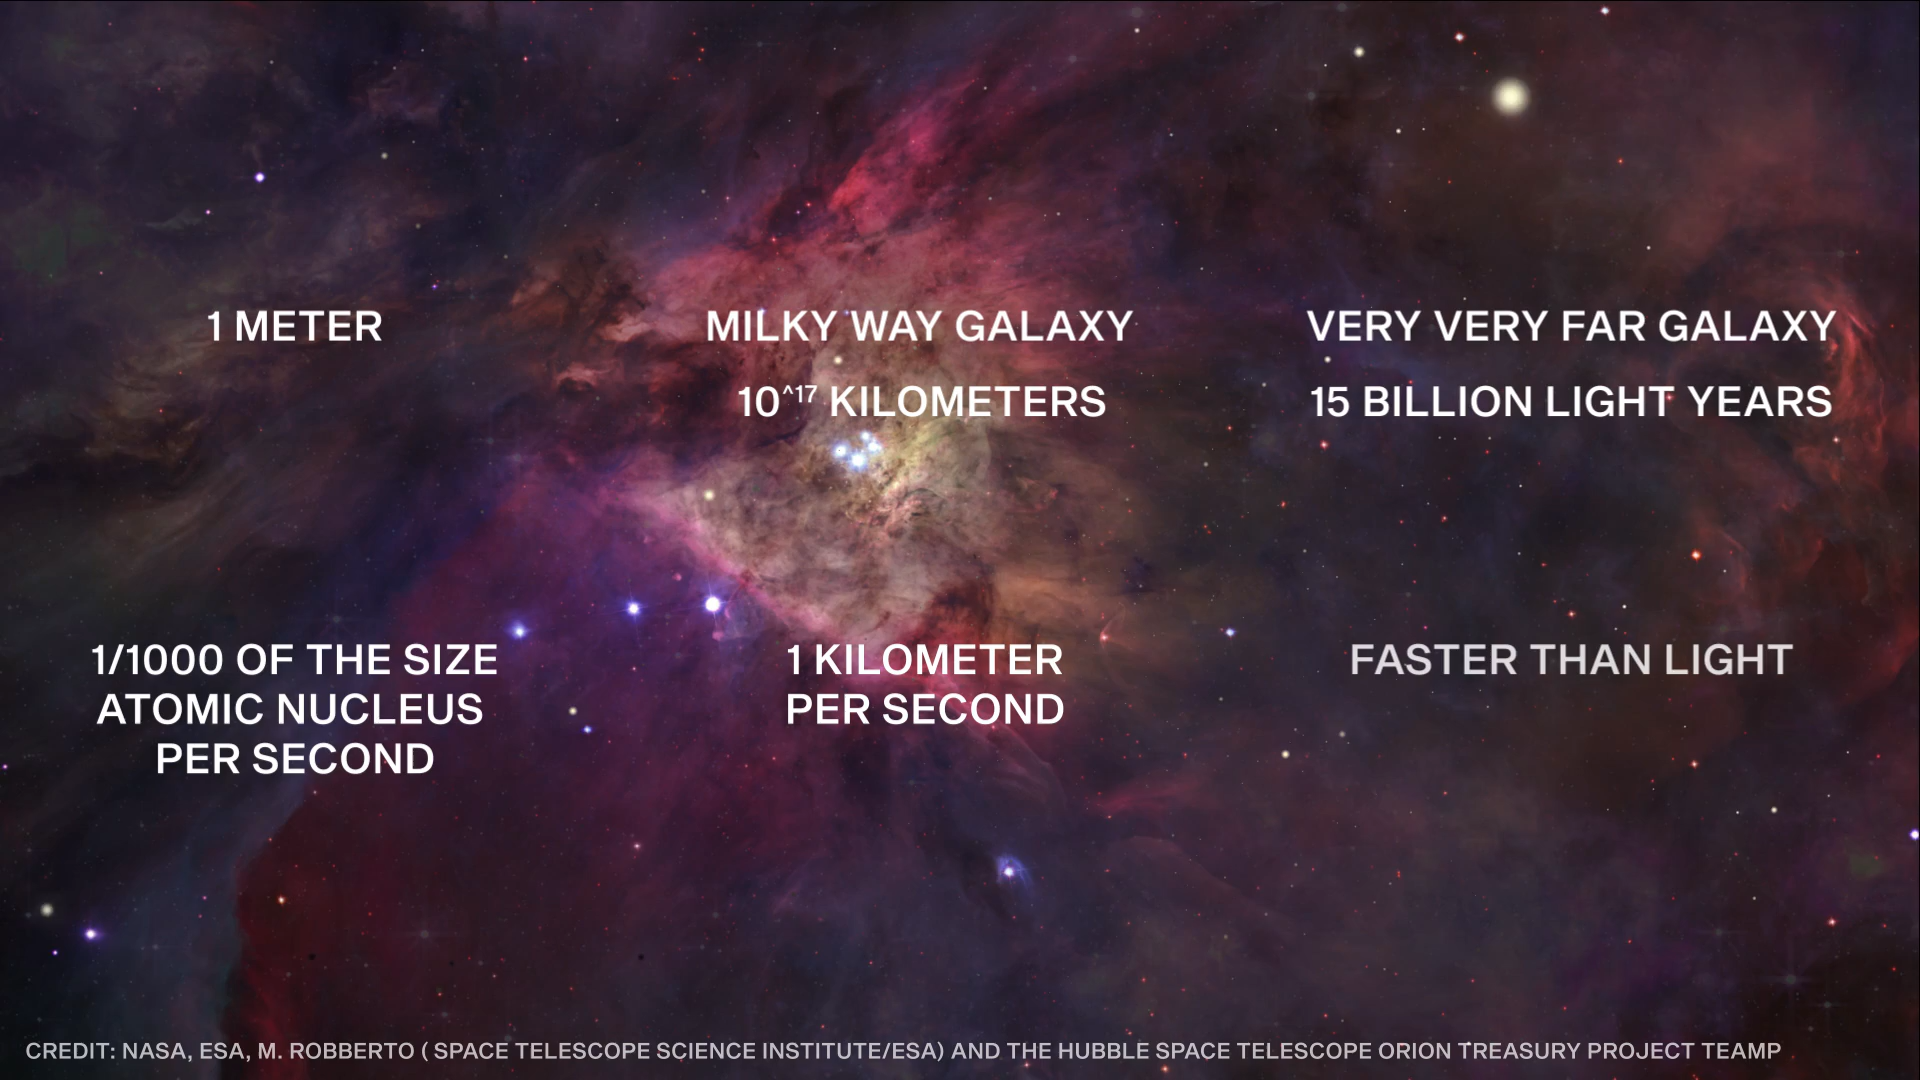 1 METER
MILKY WAY GALAXY
10^17 KILOMETERS
VERY VERY FAR GALAXY
15 BILLION LIGHT YEARS
1/1000 OF THE SIZE
ATOMIC NUCLEUS
PER SECOND
1 KILOMETER
PER SECOND
FASTER THAN LIGHT
CREDIT: NASA, ESA, M. ROBBERTO ( SPACE TELESCOPE SCIENCE INSTITUTE/ESA) AND THE HUBBLE SPACE TELESCOPE ORION TREASURY PROJECT TEAMP